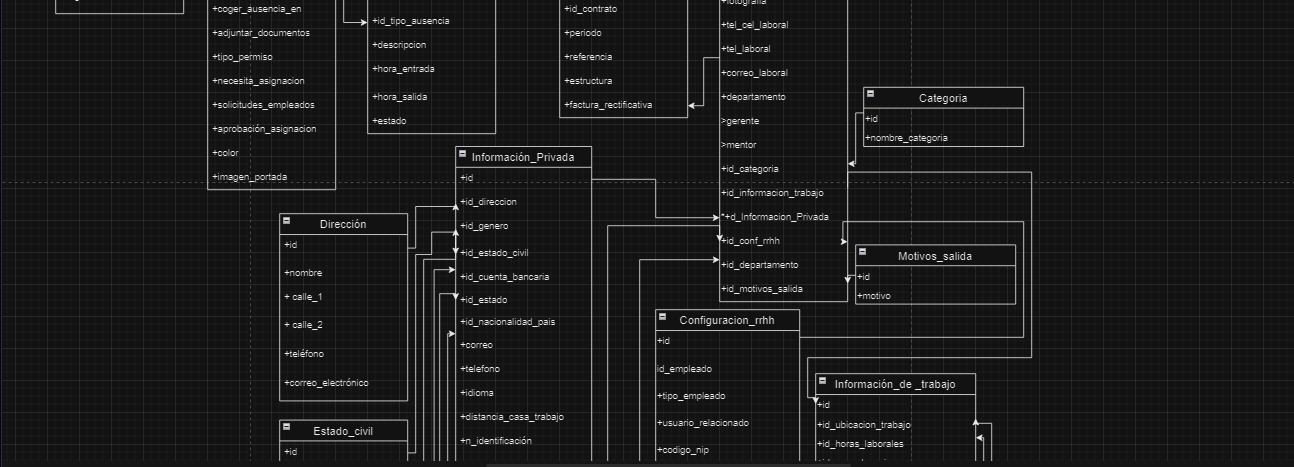 +coger_ausencia_en
+adjuntar_documentos
+tipo_permiso
+necesita_asignacion
+solicitudes_empleados
+aprobación_asignacion
+color
+imagen_portada
+id_tipo_ausencia
+descripcion
+hora_entrada
+hora_salida
+estado
+id_contrato
+periodo
+referencia
+estructura
+factura_rectificativa
+fotografia
+tel_cel_laboral
+tel_laboral
+correo_laboral
+departamento
>gerente
>mentor
+id_categoria
+id_informacion_trabajo
*+d_Informacion_Privada
+id_conf_rrhh
+id_departamento
+id_motivos_salida
Categoria
+id
+nombre_categoria
Información_Privada
+id
+id_direccion
+id_genero
+id_estado_civil
+id_cuenta_bancaria
+id_estado
+id_nacionalidad_pais
+correo
+telefono
+idioma
+distancia_casa_trabajo
+n_identificación
Dirección
+id
+nombre
+ calle_1
+ calle_2
+teléfono
+correo_electrónico
Estado_civil
+id
Motivos_salida
+id
+motivo
Configuracion_rrhh
+id
id_empleado
+tipo_empleado
+usuario_relacionado
+codigo_nip
Información_de _trabajo
+id
+id_ubicacion_trabajo
+id_horas_laborales